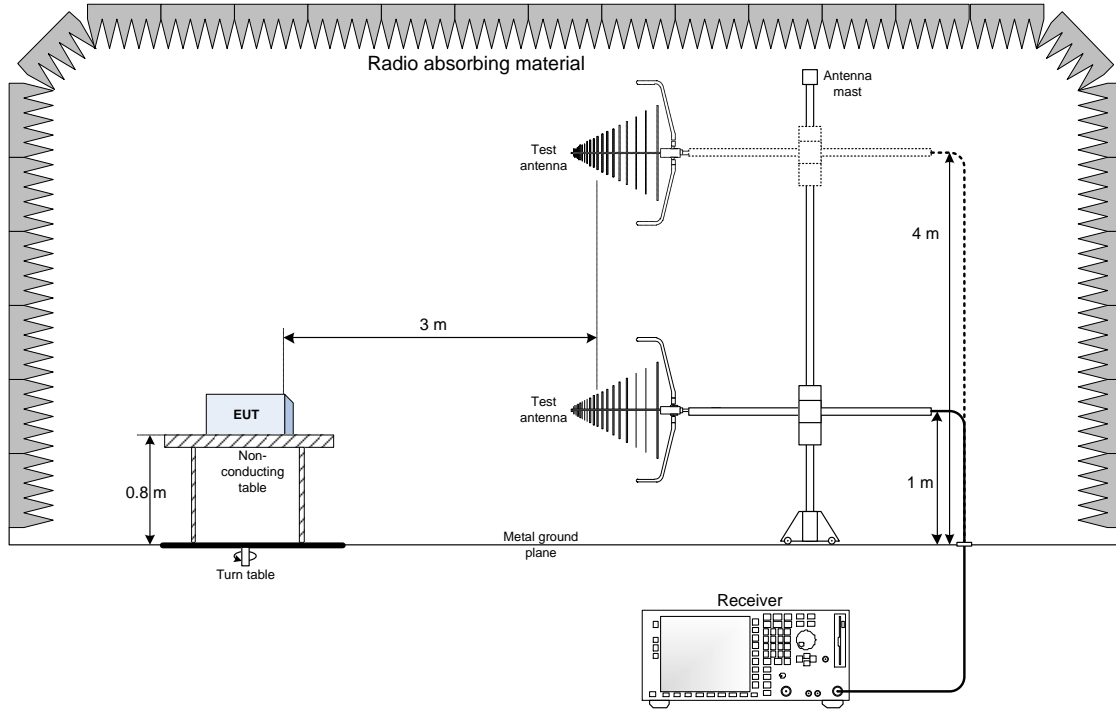 Radio absorbing material
Antenna
mast
Test
antenna
4 m
3 m
Test
antenna
EUT
Non-
conducting
table
0.8 m
1 m
Metal ground
plane
Turn table
Receiver